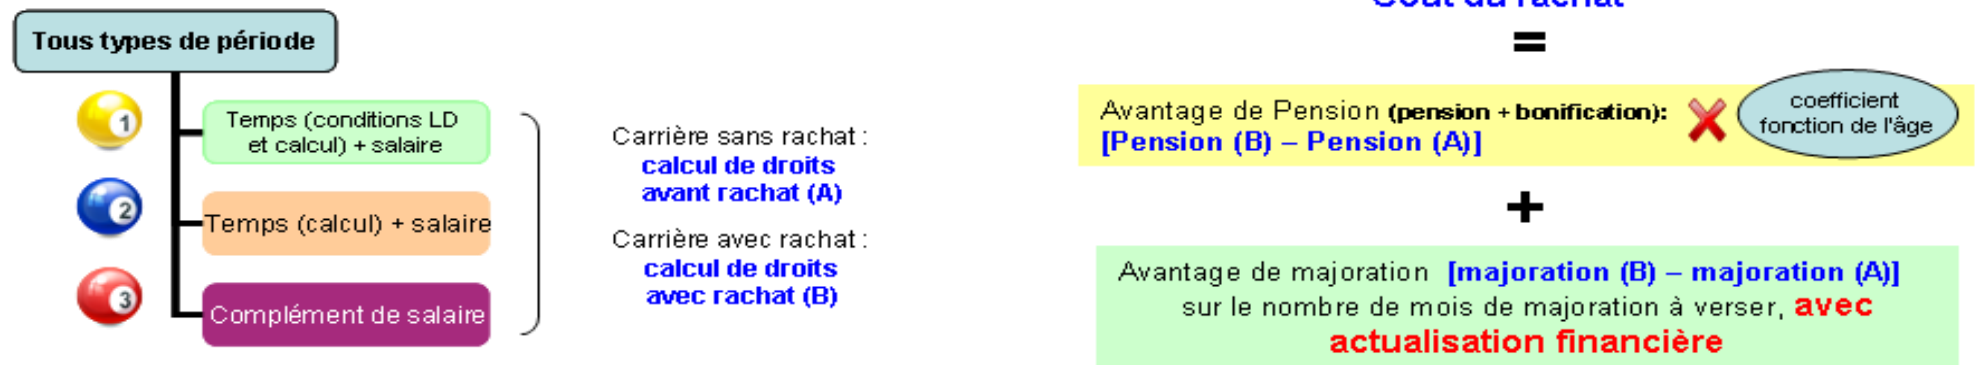 Tous types de période
1
Temps (conditions LD
et calcul) + salaire
2
Temps (calcul) + salaire
3
Complément de salaire
Carrière sans rachat :
calcul de droits
avant rachat (A)
Carrière avec rachat :
calcul de droits
avec rachat (B)
Cout du rachat
=
Avantage de Pension (pension + bonification):
[Pension (B) – Pension (A)]
coefficient
fonction de l'âge
+
Avantage de majoration [majoration (B) – majoration (A)]
sur le nombre de mois de majoration à verser, avec
actualisation financière